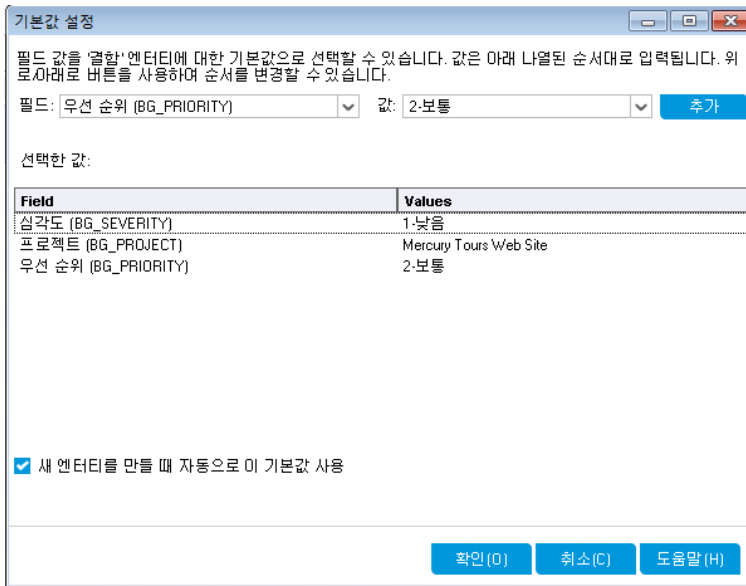 기본값 설정
필드 값을 '결함' 엔터티에 대한 기본값으로 선택할 수 있습니다. 값은 아래 나열된 순서대로 입력됩니다. 위
로/아래로 버튼을 사용하여 순서를 변경할 수 있습니다.
필드: 우선 순위 (BG_PRIORITY) 값: 2-보통 추가
선택한 값:
Field Values
심각도 (BG_SEVERITY) 1-낮음
프로젝트 (BG_PROJECT) Mercury Tours Web Site
우선 순위 (BG_PRIORITY) 2-보통
새 엔터티를 만들 때 자동으로 이 기본값 사용
확인(O) 취소(C) 도움말(H)